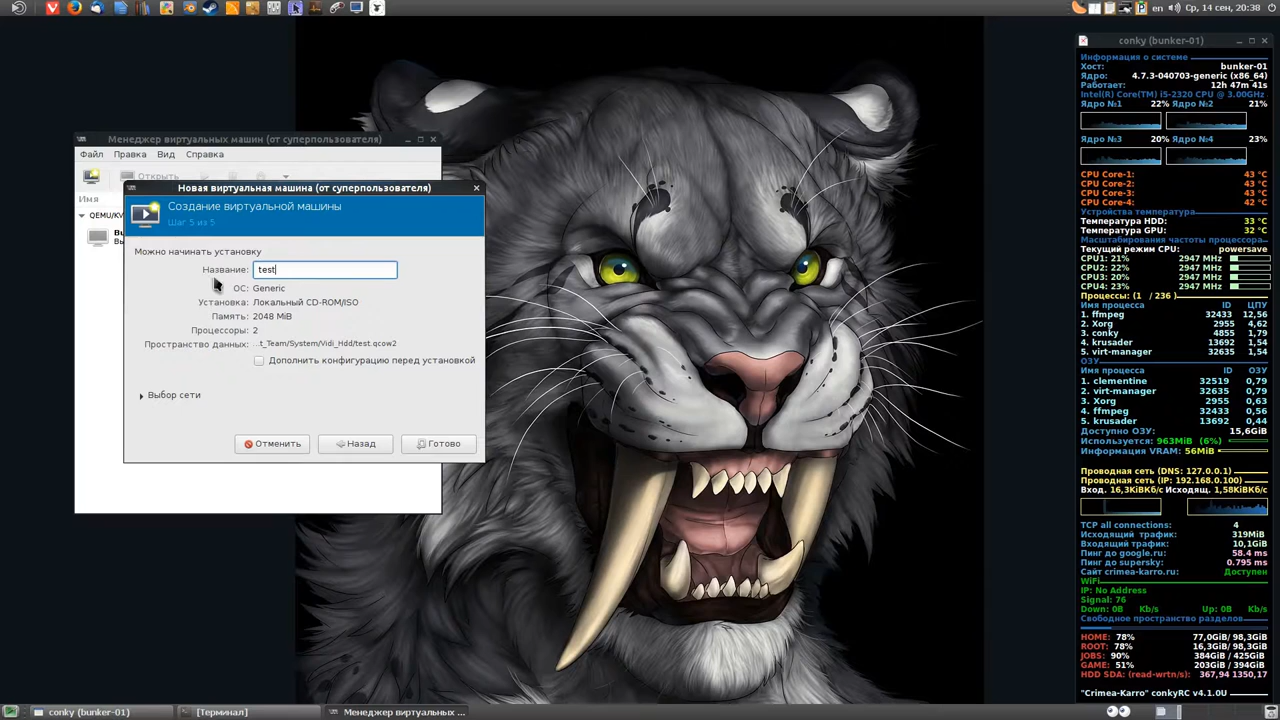 en
Ср, 14 сен, 20:38
Менеджер виртуальных машин (от суперпользователя)
Файл Правка Вид Справка
Открыть
Имя
QEMU/KV
Новая виртуальная машина (от суперпользователя)
Создание виртуальной машины
Шаг 5 из 5
Можно начинать установку
Название: test
ОС: Generic
Установка: Локальный CD-ROM/ISO
Память: 2048 MiB
Процессоры: 2
Пространство данных: ...t_Team/System/Vidi_Hdd/test.qcow2
Дополнить конфигурацию перед установкой
Выбор сети
Отменить Назад Готово
conky (bunker-01)
Информация о системе
Хост: bunker-01
Ядро: 4.7.3-040703-generic (x86_64)
Работает: 12h 47m 41s
Intel(R) Core(TM) i5-2320 CPU @ 3.00GHz
Ядро №1 22% Ядро №2 21%
Ядро №3 20% Ядро №4 23%
CPU Core-1: 43 °C
CPU Core-2: 43 °C
CPU Core-3: 43 °C
CPU Core-4: 42 °C
Устройства температура
Температура HDD: 33 °C
Температура GPU: 32 °C
Масштабирования частоты процессора
Текущий режим CPU: powersave
CPU1: 21% 2947 MHz
CPU2: 21% 2947 MHz
CPU3: 20% 2947 MHz
CPU4: 23% 2947 MHz
Процессы: (1 / 236 )
Имя процесса ID ЦПУ
1. ffmpeg 32433 12,56
2. Xorg 2955 4,62
3. conky 4855 1,79
4. krusader 13692 1,54
5. virt-manager 32635 1,54
ОЗУ
Имя процесса ID ОЗУ
1. clementine 32519 0,79
2. virt-manager 32635 0,79
3. Xorg 2955 0,63
4. ffmpeg 32433 0,56
5. krusader 13692 0,44
Доступно ОЗУ: 15,6GiB
Используется: 963MiB (6%)
Информация VRAM: 56MiB
Проводная сеть (DNS: 127.0.0.1)
Проводная сеть (IP: 192.168.0.100)
Вход. 16,3KiBКб/с Исходящ. 1,58KiBКб/с
TCP all connections: 4
Исходящий трафик: 319MiB
Входящий трафик: 10,1GiB
Пинг до google.ru: 58.4 ms
Пинг до supersky: 0.795 ms
Сайт crimea-karro.ru: Доступен
WiFi
IP: No Address
Signal: 76
Down: 0B Kb/s Up: 0B Kb/s
Свободное пространство разделов
HOME: 78% 77,0GiB/ 98,3GiB
ROOT: 78% 16,3GiB/ 98,3GiB
JOBS: 90% 384GiB / 425GiB
GAME: 51% 203GiB / 394GiB
HDD SDA: (read-wrtn/s): 367,94 1350,17
"Crimea-Karro" conkyRC v4.1.0U
conky (bunker-01)
[Терминал]
Менеджер виртуальных ...